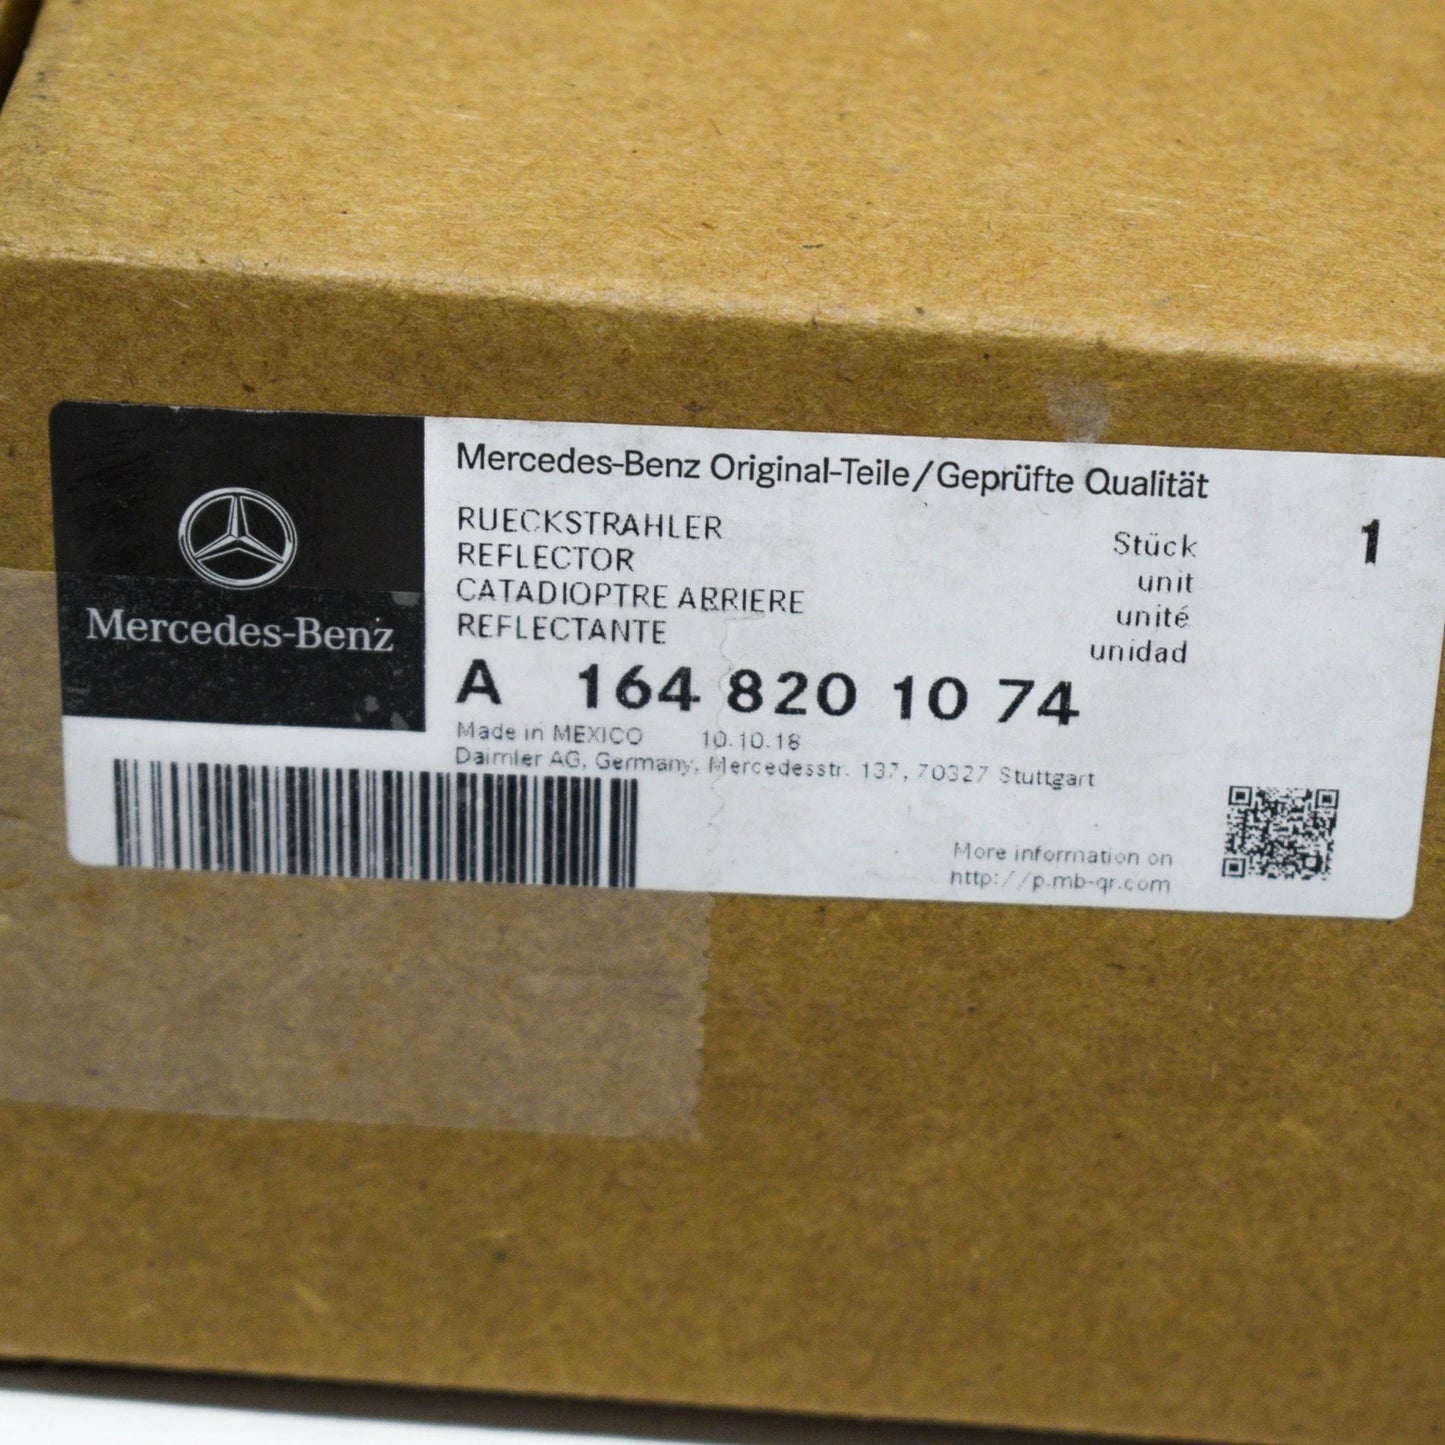 Mercedes-Benz
Mercedes-Benz Original-Teile/Geprüfte Qualität
RUECKSTRAHLER
REFLECTOR
CATADIOPTRE ARRIERE
REFLECTANTE
Stück 1
unit
unité
unidad
A 164 820 10 74
Made in MEXICO 10.10.18
Daimler AG, Germany, Mercedesstr. 137, 70327 Stuttgart
More information on
http://p.mb-qr.com